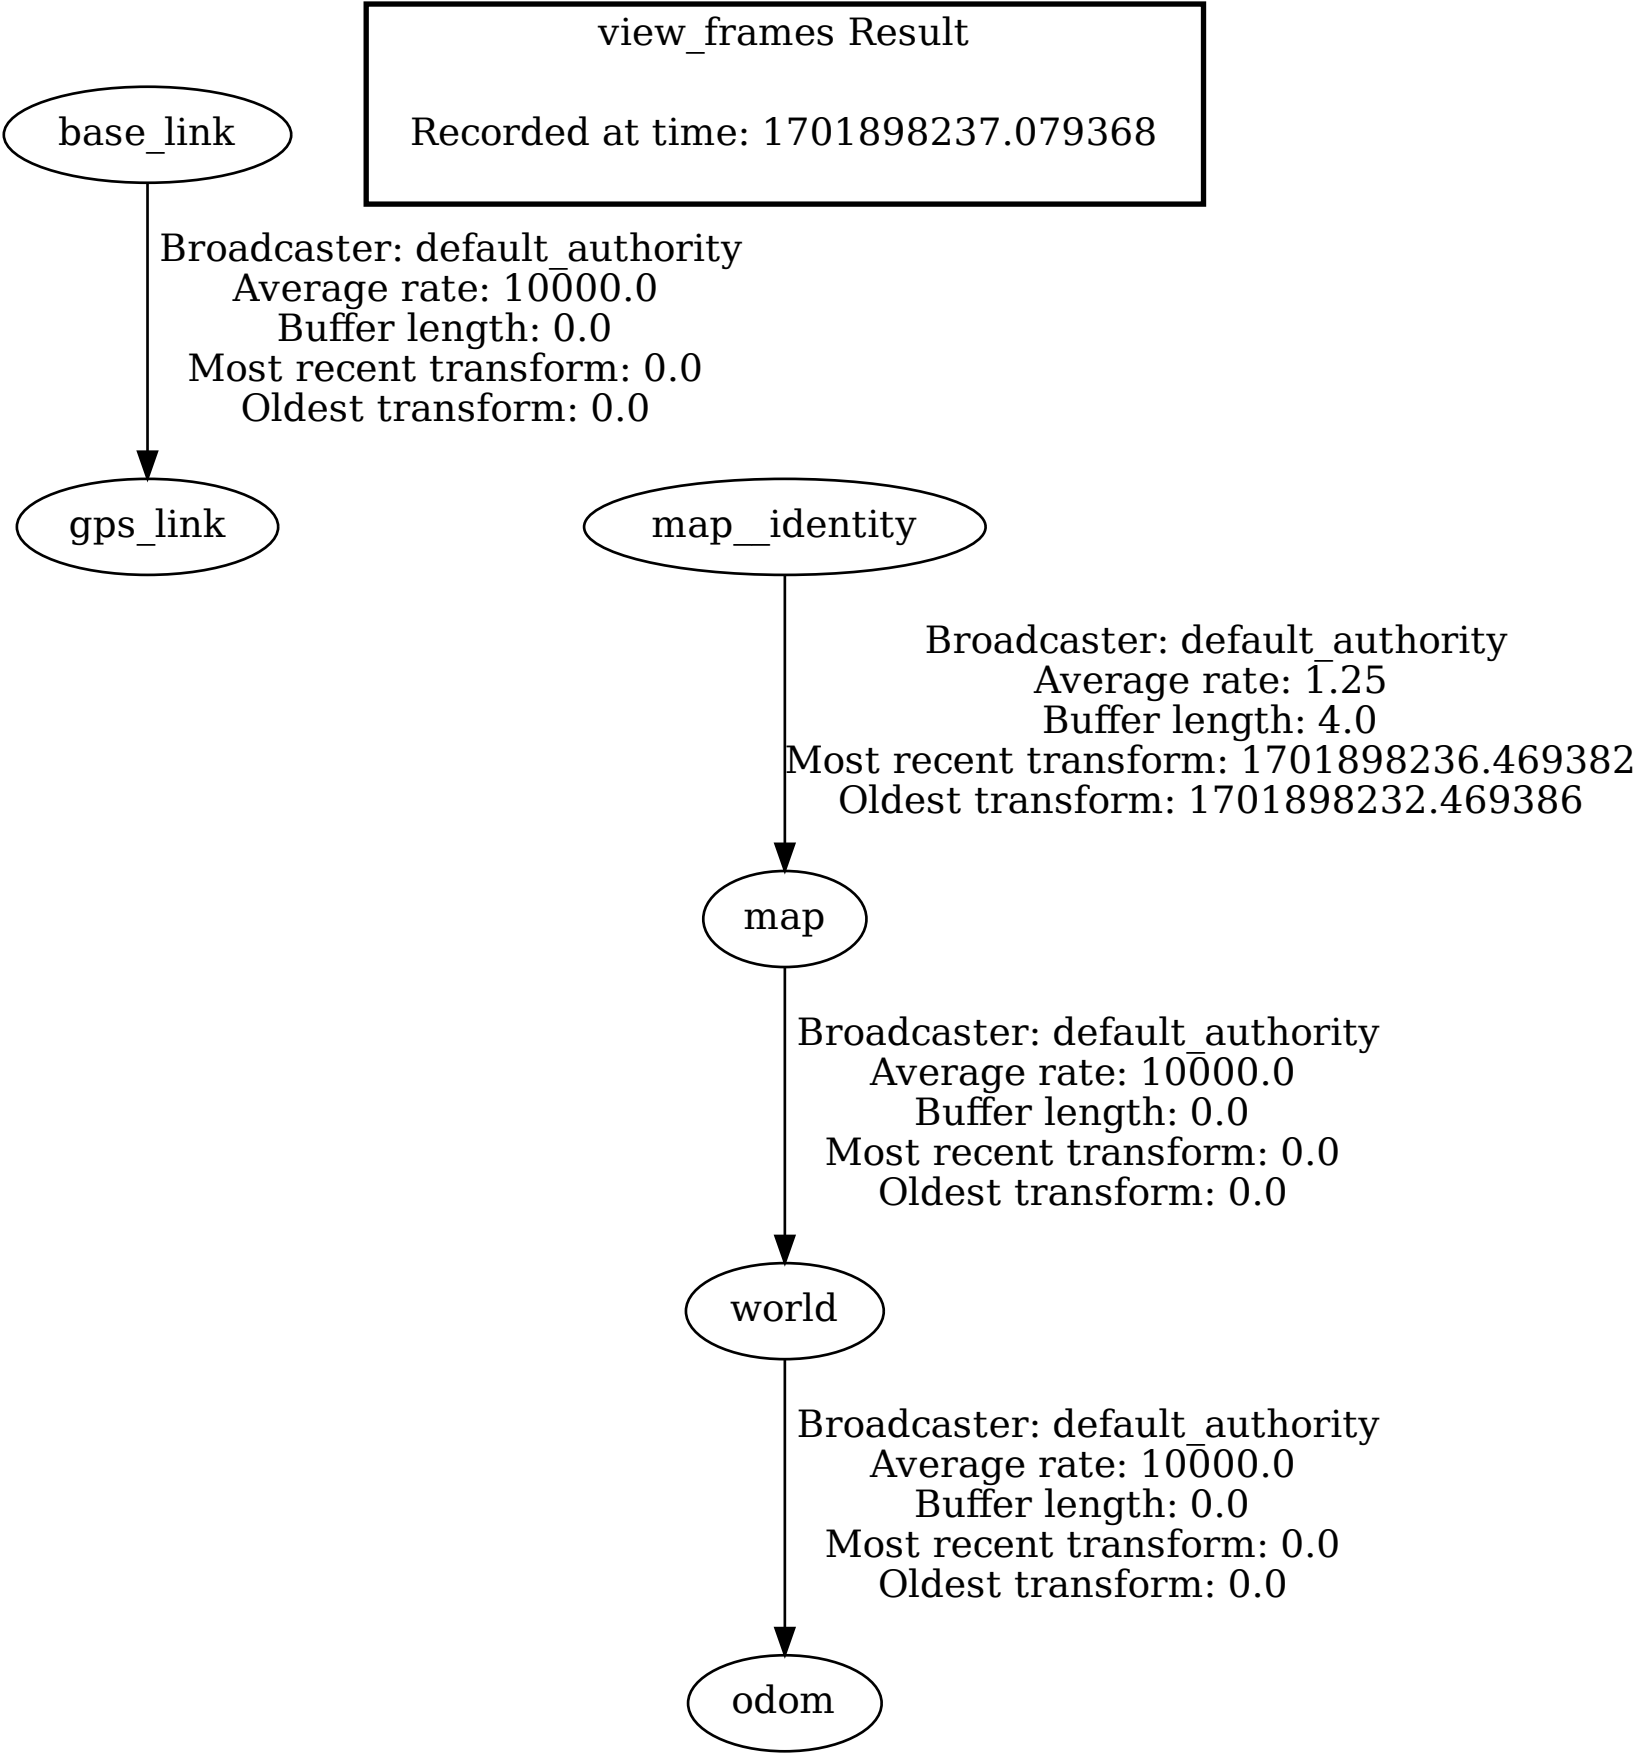 view_frames Result
Recorded at time: 1701898237.079368
base_link
Broadcaster: default_authority
Average rate: 10000.0
Buffer length: 0.0
Most recent transform: 0.0
Oldest transform: 0.0
gps_link
map__identity
Broadcaster: default_authority
Average rate: 1.25
Buffer length: 4.0
Most recent transform: 1701898236.469382
Oldest transform: 1701898232.469386
map
Broadcaster: default_authority
Average rate: 10000.0
Buffer length: 0.0
Most recent transform: 0.0
Oldest transform: 0.0
world
Broadcaster: default_authority
Average rate: 10000.0
Buffer length: 0.0
Most recent transform: 0.0
Oldest transform: 0.0
odom